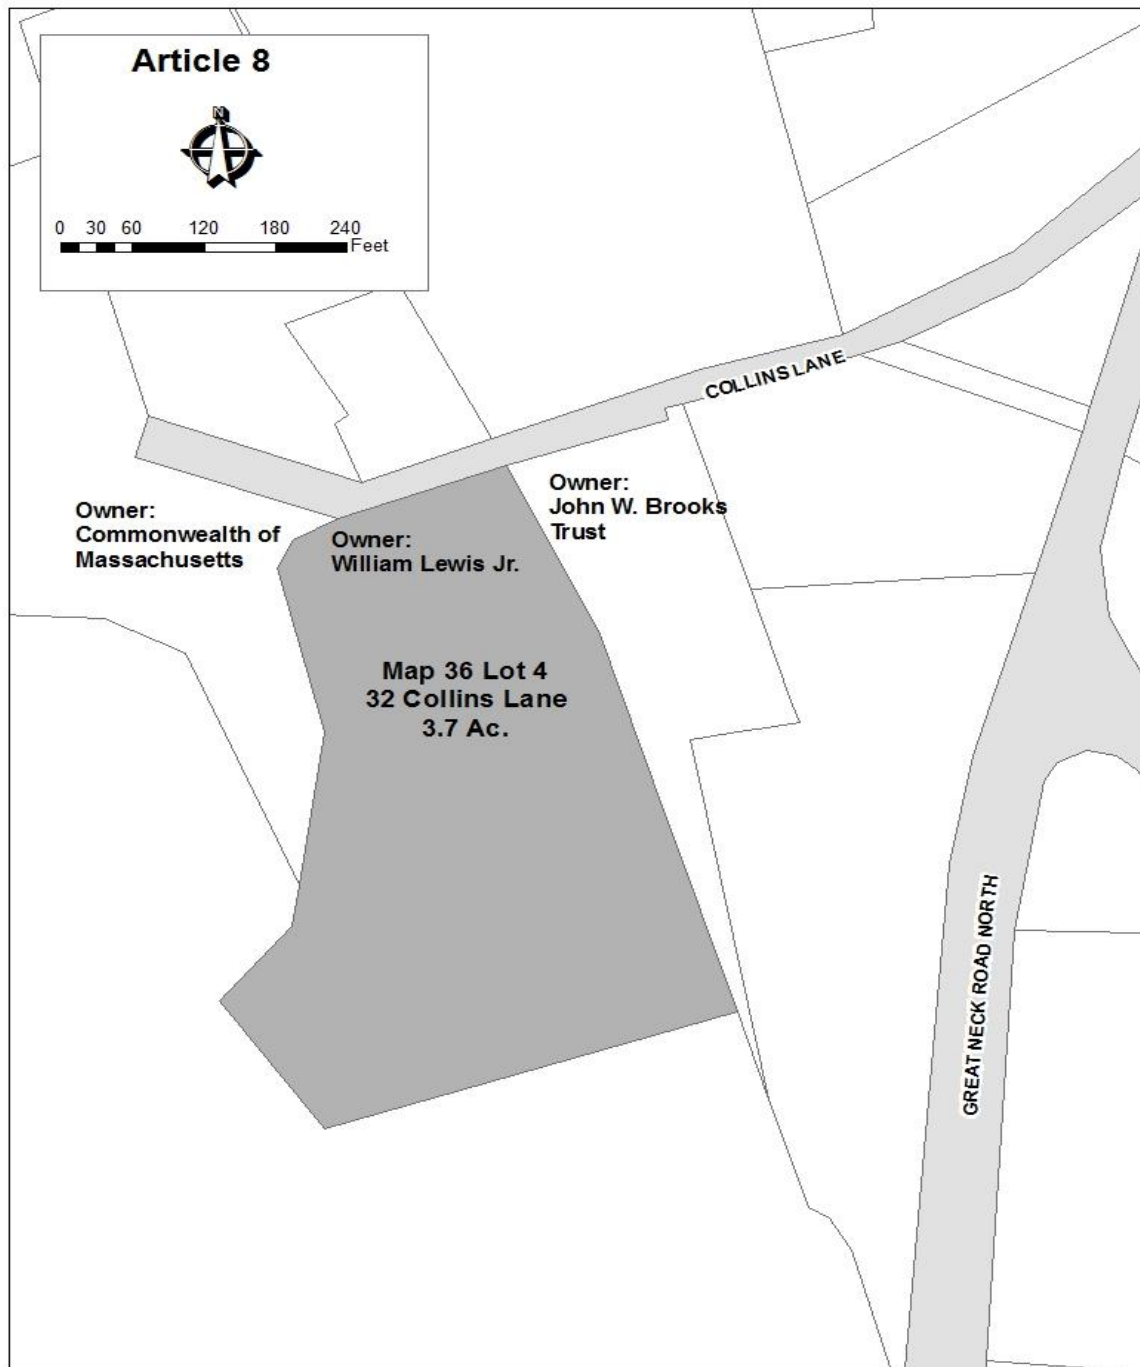 Article 8
N
0 30 60 120 180 240
Feet
COLLINS LANE
Owner:
Commonwealth of
Massachusetts
Owner:
William Lewis Jr.
Owner:
John W. Brooks
Trust
Map 36 Lot 4
32 Collins Lane
3.7 Ac.
GREAT NECK ROAD NORTH